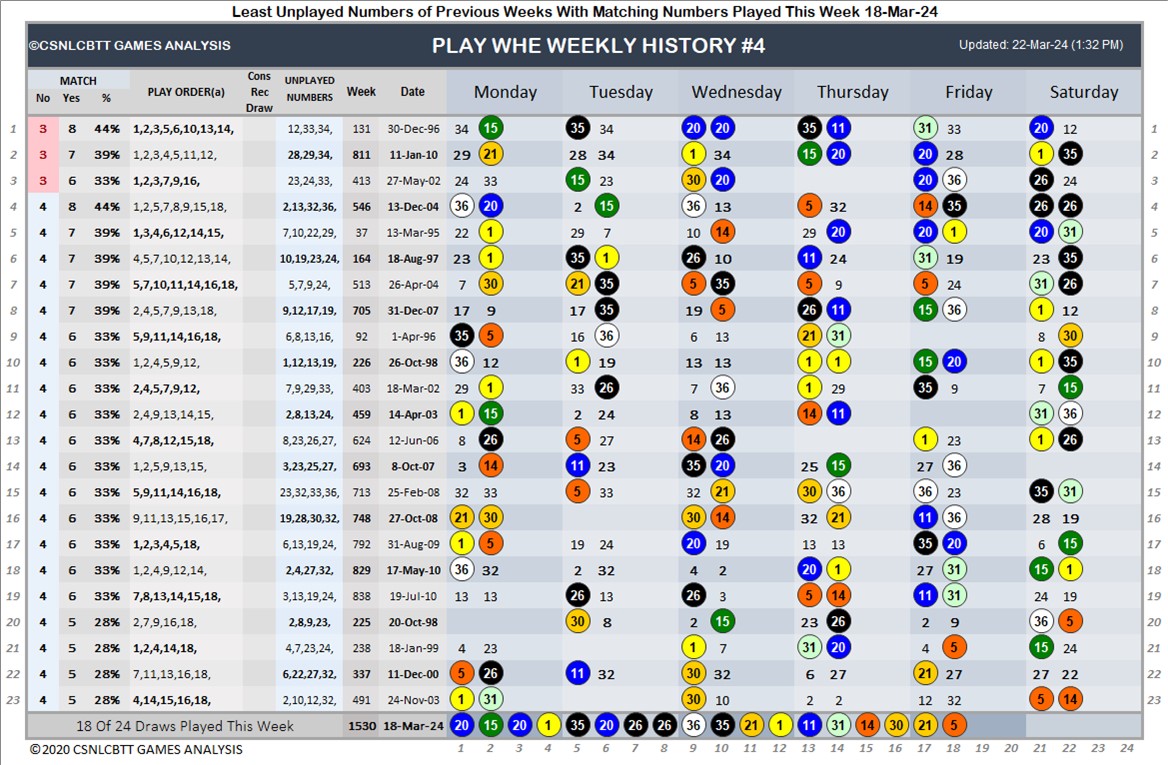 Least Unplayed Numbers of Previous Weeks With Matching Numbers Played This Week 18-Mar-24
©CSNLCBTT GAMES ANALYSIS PLAY WHE WEEKLY HISTORY #4 Updated: 22-Mar-24 (1:32 PM)
MATCH
No Yes % PLAY ORDER(a) Cons Rec Draw UNPLAYED NUMBERS Week Date Monday Tuesday Wednesday Thursday Friday Saturday
1 3 8 44% 1,2,3,5,6,10,13,14, 12,33,34, 131 30-Dec-96 34 15 35 34 20 20 35 11 31 33 20 12 1
2 3 7 39% 1,2,3,4,5,11,12, 28,29,34, 811 11-Jan-10 29 21 28 34 1 34 15 20 20 28 1 35 2
3 3 6 33% 1,2,3,7,9,16, 23,24,33, 413 27-May-02 24 33 15 23 30 20 20 36 26 24 3
4 4 8 44% 1,2,5,7,8,9,15,18, 2,13,32,36, 546 13-Dec-04 36 20 2 15 36 13 5 32 14 35 26 26 4
5 4 7 39% 1,3,4,6,12,14,15, 7,10,22,29, 37 13-Mar-95 22 1 29 7 10 14 29 20 20 1 20 31 5
6 4 7 39% 4,5,7,10,12,13,14, 10,19,23,24, 164 18-Aug-97 23 1 35 1 26 10 11 24 31 19 23 35 6
7 4 7 39% 5,7,10,11,14,16,18, 5,7,9,24, 513 26-Apr-04 7 30 21 35 5 35 5 9 5 24 31 26 7
8 4 7 39% 2,4,5,7,9,13,18, 9,12,17,19, 705 31-Dec-07 17 9 17 35 19 5 26 11 15 36 1 12 8
9 4 6 33% 5,9,11,14,16,18, 6,8,13,16, 92 1-Apr-96 35 5 16 36 6 13 21 31 8 30 9
10 4 6 33% 1,2,4,5,9,12, 1,12,13,19, 226 26-Oct-98 36 12 1 19 13 13 1 1 15 20 1 35 10
11 4 6 33% 2,4,5,7,9,12, 7,9,29,33, 403 18-Mar-02 29 1 33 26 7 36 1 29 35 9 7 15 11
12 4 6 33% 2,4,9,13,14,15, 2,8,13,24, 459 14-Apr-03 1 15 2 24 8 13 14 11 31 36 12
13 4 6 33% 4,7,8,12,15,18, 8,23,26,27, 624 12-Jun-06 8 26 5 27 14 26 1 23 1 26 13
14 4 6 33% 1,2,5,9,13,15, 3,23,25,27, 693 8-Oct-07 3 14 11 23 35 20 25 15 27 36 14
15 4 6 33% 5,9,11,14,16,18, 23,32,33,36, 713 25-Feb-08 32 33 5 33 32 21 30 36 36 23 35 31 15
16 4 6 33% 9,11,13,15,16,17, 19,28,30,32, 748 27-Oct-08 21 30 30 14 32 21 11 36 28 19 16
17 4 6 33% 1,2,3,4,5,18, 6,13,19,24, 792 31-Aug-09 1 5 19 24 20 19 13 13 35 20 6 15 17
18 4 6 33% 1,2,4,9,12,14, 2,4,27,32, 829 17-May-10 36 32 2 32 4 2 20 1 27 31 15 1 18
19 4 6 33% 7,8,13,14,15,18, 3,13,19,24, 838 19-Jul-10 13 13 26 13 26 3 5 14 11 31 24 19 19
20 4 5 28% 2,7,9,16,18, 2,8,9,23, 225 20-Oct-98 30 8 2 15 23 26 2 9 36 5 20
21 4 5 28% 1,2,4,14,18, 4,7,23,24, 238 18-Jan-99 4 23 1 7 31 20 4 5 15 24 21
22 4 5 28% 7,11,13,16,18, 6,22,27,32, 337 11-Dec-00 5 26 11 32 30 32 6 27 21 27 27 22 22
23 4 5 28% 4,14,15,16,18, 2,10,12,32, 491 24-Nov-03 1 31 30 10 2 2 12 32 5 14 23
18 Of 24 Draws Played This Week 1530 18-Mar-24 20 15 20 1 35 20 26 26 36 35 21 1 11 31 14 30 21 5
© 2020 CSNLCBTT GAMES ANALYSIS 1 2 3 4 5 6 7 8 9 10 11 12 13 14 15 16 17 18 19 20 21 22 23 24